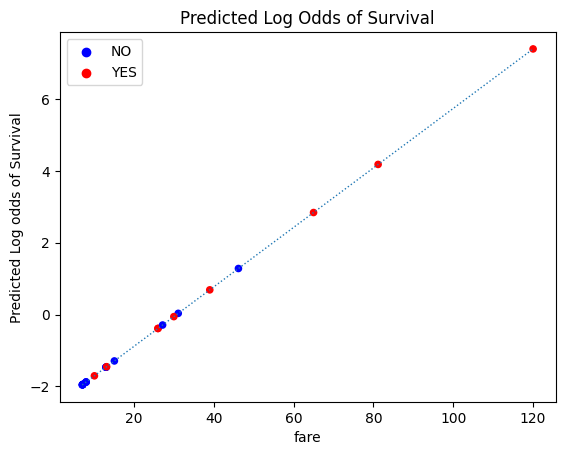 Predicted Log Odds of Survival
NO
YES
Predicted Log odds of Survival
6
4
2
0
−2
20
40
60
80
100
120
fare